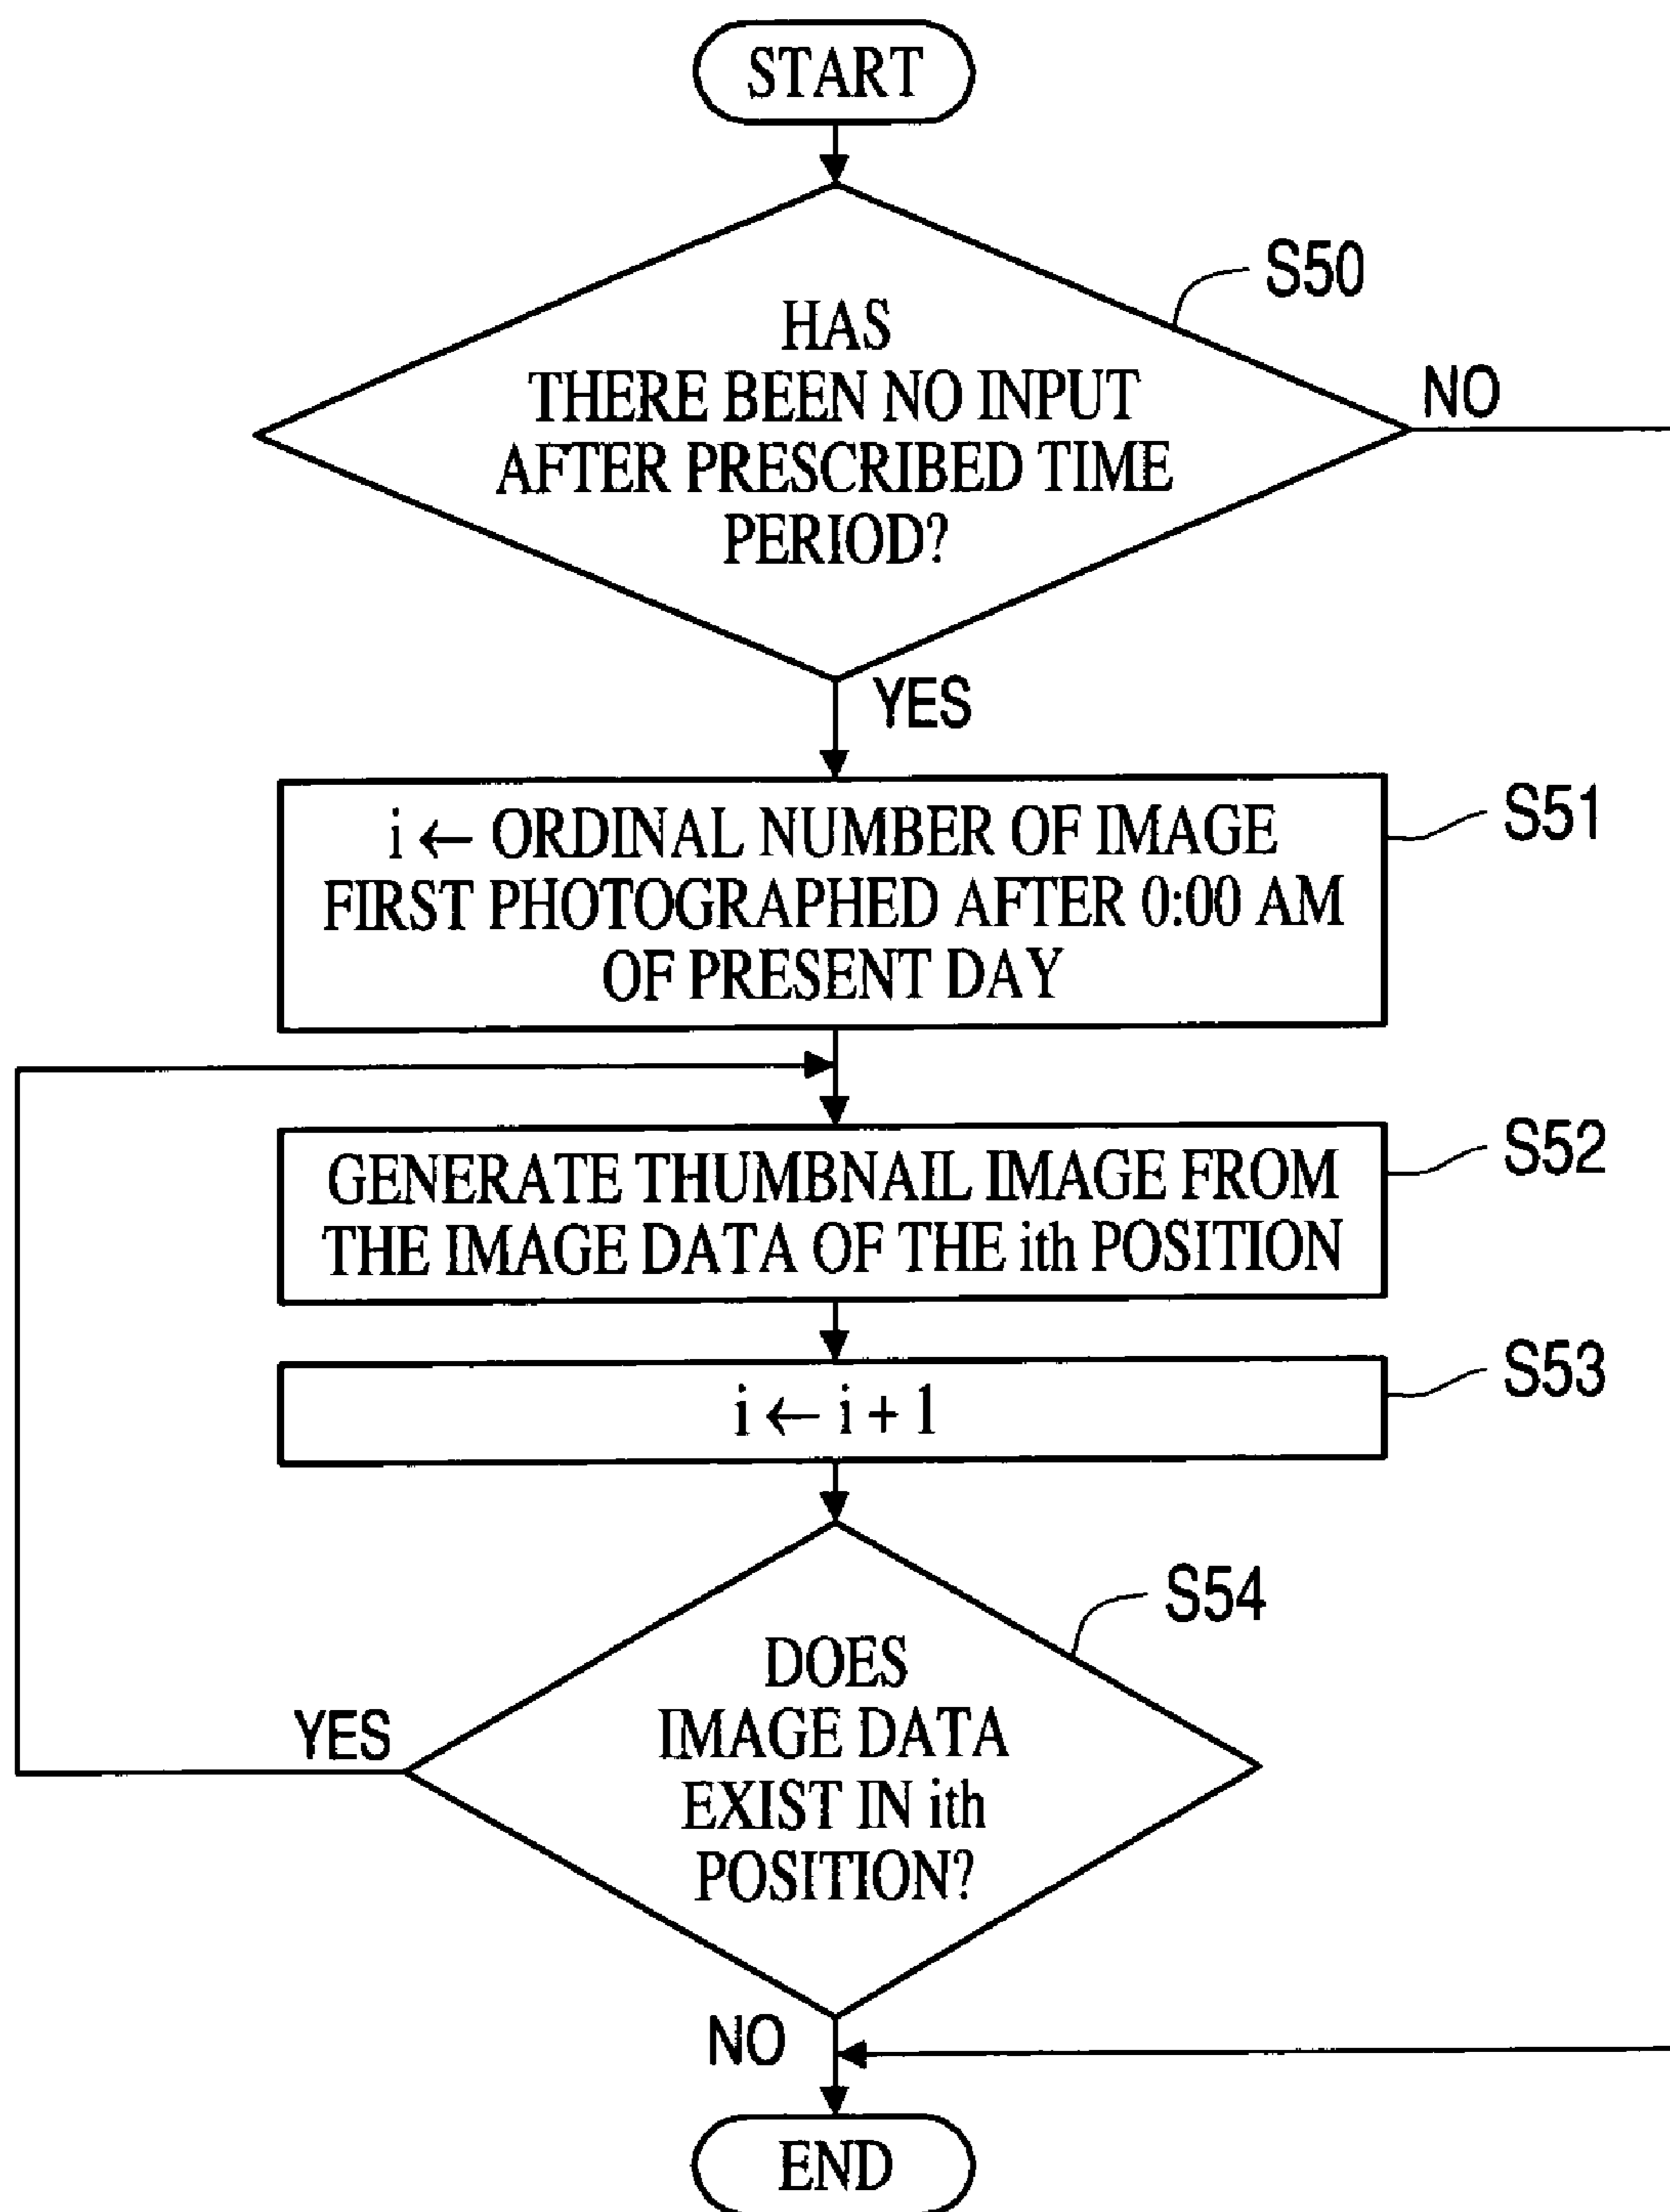 START
S50
HAS
THERE BEEN NO INPUT
AFTER PRESCRIBED TIME
PERIOD?
NO
YES
i ← ORDINAL NUMBER OF IMAGE
FIRST PHOTOGRAPHED AFTER 0:00 AM
OF PRESENT DAY
S51
GENERATE THUMBNAIL IMAGE FROM
THE IMAGE DATA OF THE ith POSITION
S52
i ← i + 1
S53
S54
DOES
IMAGE DATA
EXIST IN ith
POSITION?
YES
NO
END